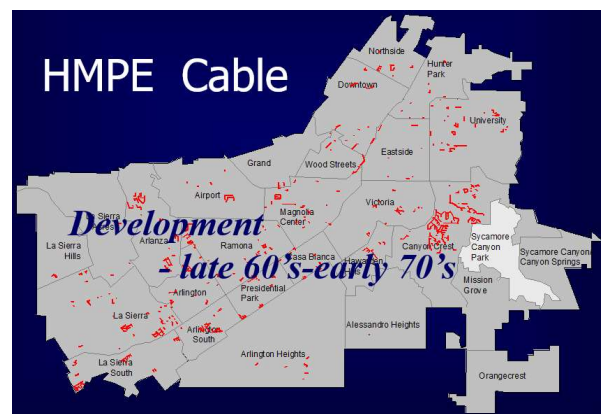 HMPE Cable
Northside
Hunter
Park
Downtown
University
Eastside
Wood Streets
Grand
Airport
Victoria
Magnolia
Center
La Sierra
Development
Arlanza
Ramona
La Sierra
Hills
Casa Blanca
Canyon Crest
Sycamore
Canyon
Park
Sycamore Canyon/
Canyon Springs
- late 60's-early 70's
Mission
Grove
Presidential
Park
Arlington
La Sierra
Arlington
South
Alessandro Heights
Arlington Heights
La Sierra
South
Orangecrest